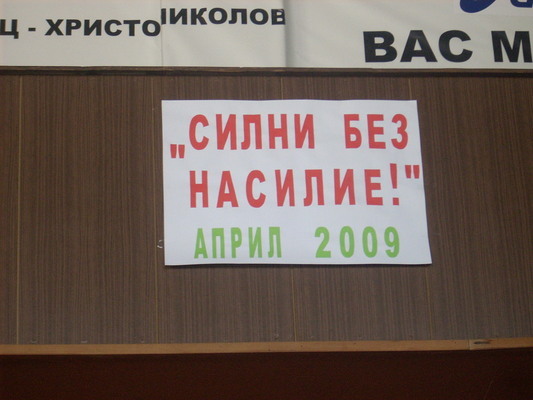 Ц - ХРИСТО
НИКОЛОВ
ВАС М
„СИЛНИ БЕЗ
НАСИЛИЕ!"
АПРИЛ 2009